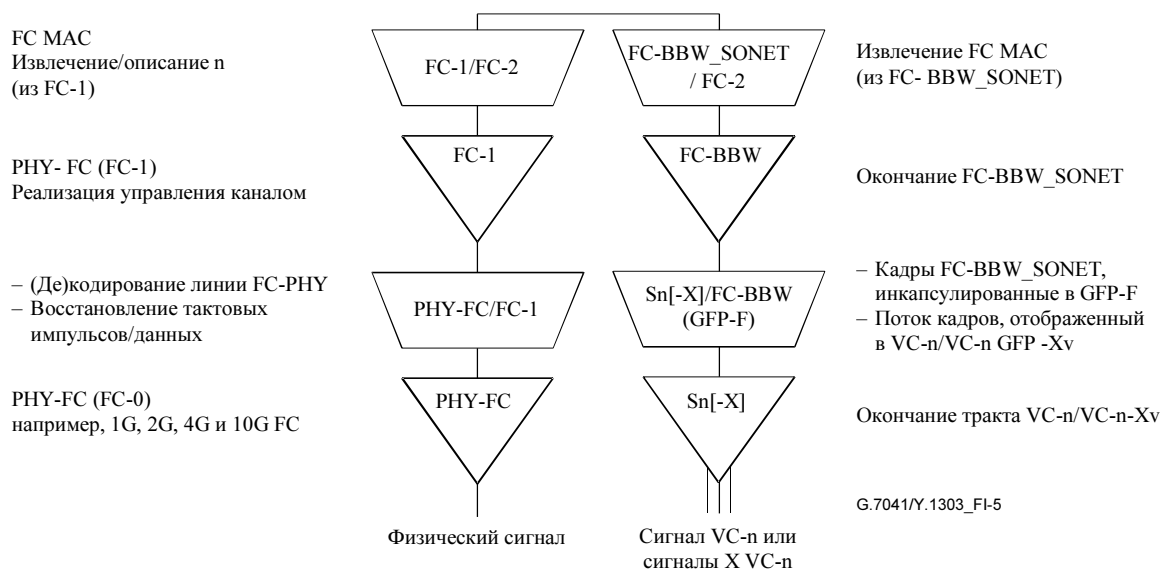 FC MAC
Извлечение/описание n
(из FC-1)
PHY- FC (FC-1)
Реализация управления каналом
– (Де)кодирование линии FC-PHY
– Восстановление тактовых
импульсов/данных
PHY-FC (FC-0)
например, 1G, 2G, 4G и 10G FC
FC-1/FC-2
FC-1
PHY-FC/FC-1
PHY-FC
Физический сигнал
FC-BBW_SONET
/ FC-2
FC-BBW
Sn[-X]/FC-BBW
(GFP-F)
Sn[-X]
Сигнал VC-n или
сигналы X VC-n
Извлечение FC MAC
(из FC- BBW_SONET)
Окончание FC-BBW_SONET
– Кадры FC-BBW_SONET,
инкапсулированные в GFP-F
– Поток кадров, отображенный
в VC-n/VC-n GFP -Xv
Окончание тракта VC-n/VC-n-Xv
G.7041/Y.1303_FI-5